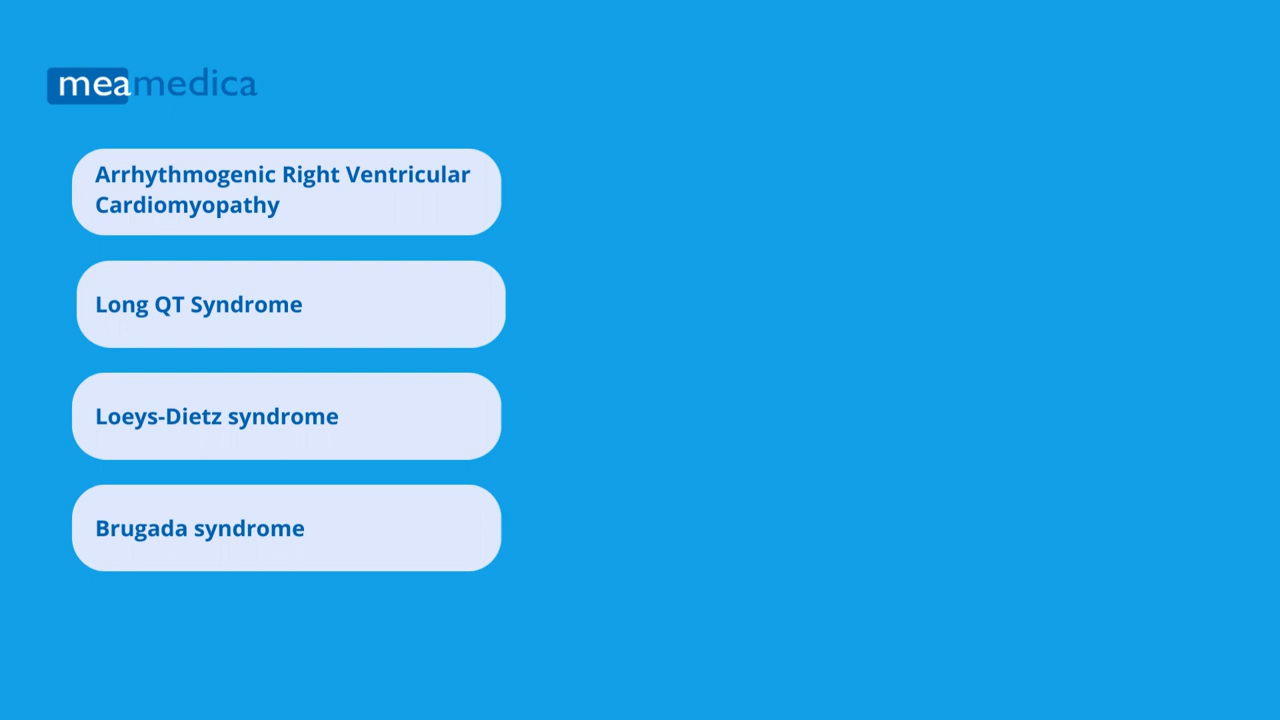 meamedica
Arrhythmogenic Right Ventricular
Cardiomyopathy
Long QT Syndrome
Loeys-Dietz syndrome
Brugada syndrome